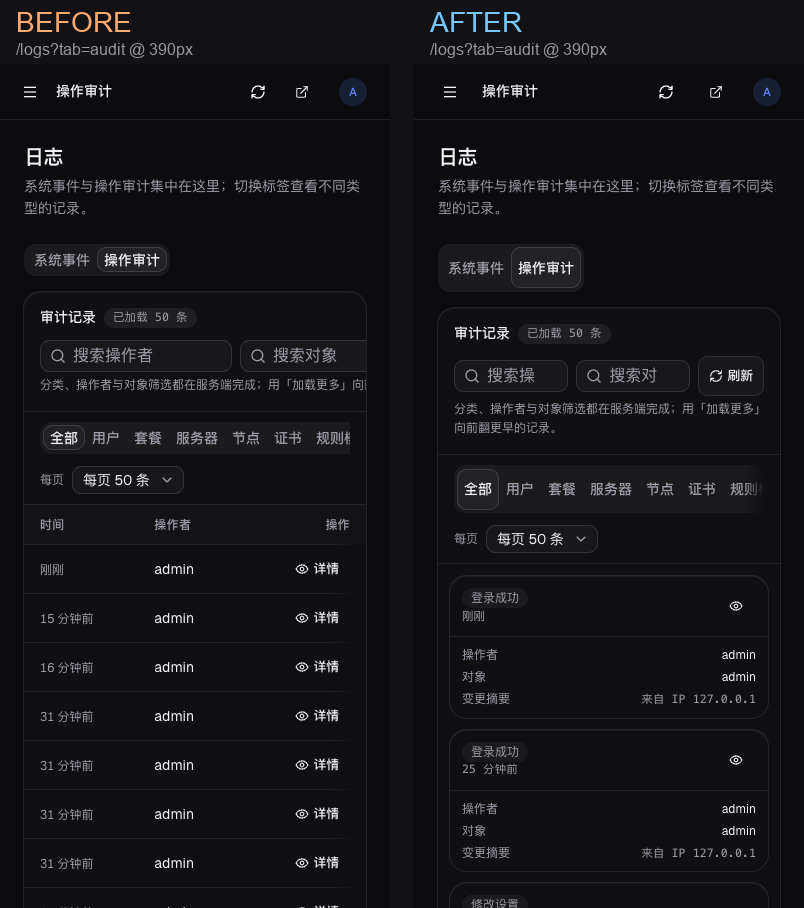 BEFORE
/logs?tab=audit @ 390px
操作审计
A
日志
系统事件与操作审计集中在这里；切换标签查看不同类
型的记录。
系统事件 操作审计
审计记录 已加载 50 条
搜索操作者 搜索对象
分类、操作者与对象筛选都在服务端完成；用「加载更多」向
全部 用户 套餐 服务器 节点 证书 规则
每页 每页 50 条
时间 操作者 操作
刚刚 admin 详情
15 分钟前 admin 详情
16 分钟前 admin 详情
31 分钟前 admin 详情
31 分钟前 admin 详情
31 分钟前 admin 详情
31 分钟前 admin 详情
AFTER
/logs?tab=audit @ 390px
操作审计
A
日志
系统事件与操作审计集中在这里；切换标签查看不同类
型的记录。
系统事件 操作审计
审计记录 已加载 50 条
搜索操 搜索对 刷新
分类、操作者与对象筛选都在服务端完成；用「加载更多」
向前翻更早的记录。
全部 用户 套餐 服务器 节点 证书 规则
每页 每页 50 条
登录成功
刚刚
操作者 admin
对象 admin
变更摘要 来自 IP 127.0.0.1
登录成功
25 分钟前
操作者 admin
对象 admin
变更摘要 来自 IP 127.0.0.1
修改设置